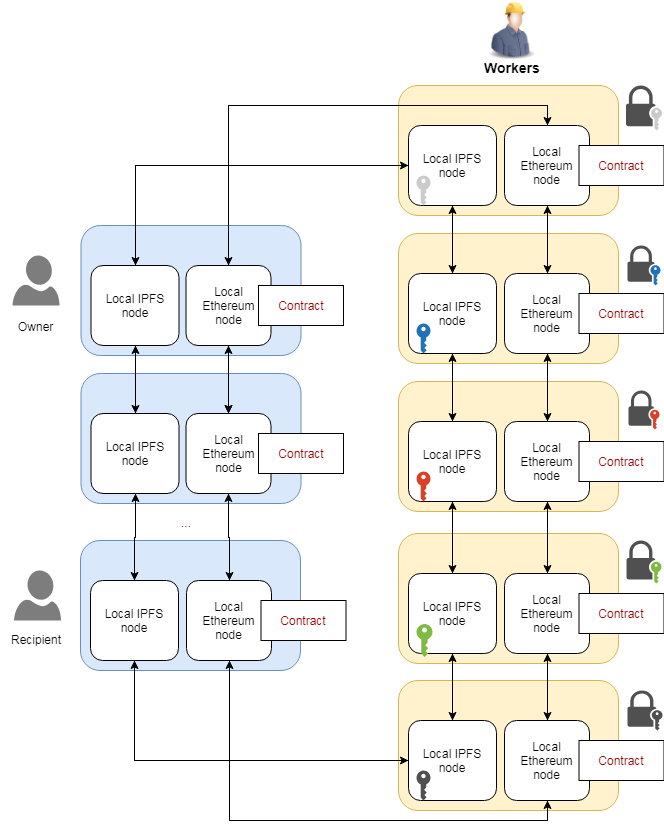 Workers
Local IPFS
node
Local
Ethereum
node
Contract
Local IPFS
node
Local
Ethereum
node
Contract
Owner
Local IPFS
node
Local
Ethereum
node
Contract
Local IPFS
node
Local
Ethereum
node
Contract
Local IPFS
node
Local
Ethereum
node
Contract
...
Local IPFS
node
Local
Ethereum
node
Contract
Recipient
Local IPFS
node
Local
Ethereum
node
Contract
Local IPFS
node
Local
Ethereum
node
Contract